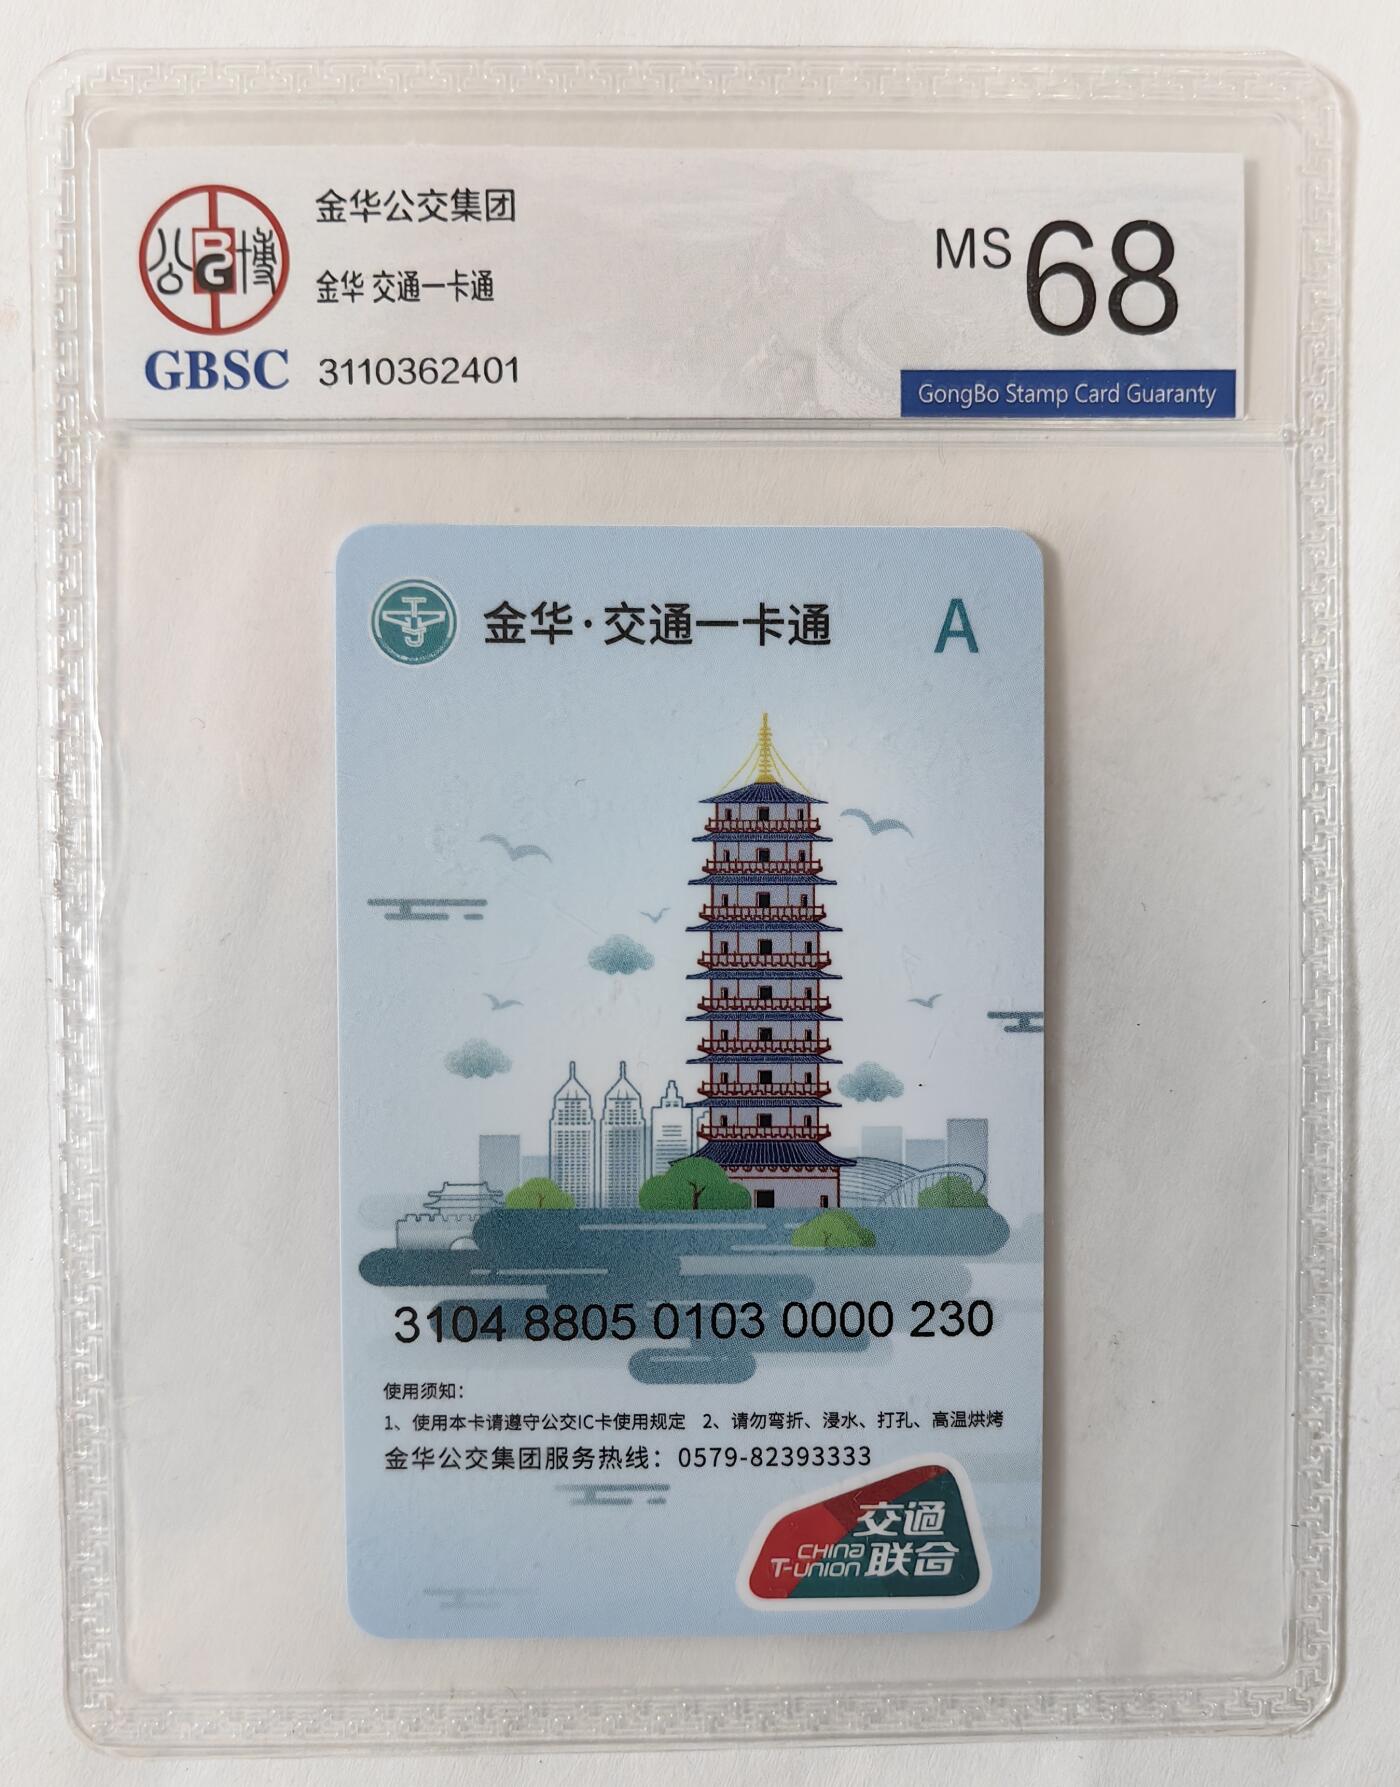 公 BG 博
GBSC
金华公交集团
金华 交通一卡通
3110362401
MS 68
GongBo Stamp Card Guaranty
金华·交通一卡通 A
3104 8805 0103 0000 230
使用须知：
1、使用本卡请遵守公交IC卡使用规定 2、请勿弯折、浸水、打孔、高温烘烤
金华公交集团服务热线：0579-82393333
交通
CHINA
T-UNION 联合